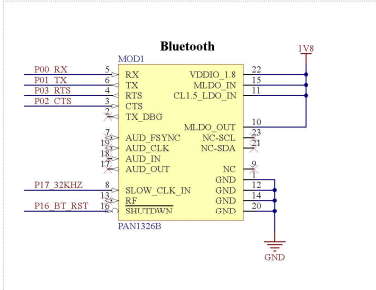 Bluetooth
MOD1
1V8
P00_RX 5 RX VDDIO_1.8 22
P01_TX 6 TX MLDO_IN 15
P03_RTS 4 RTS CL1.5_LDO_IN 11
P02_CTS 3 CTS
2 TX_DBG
MLDO_OUT 10
7 AUD_FSYNC NC-SCL 23
19 AUD_CLK NC-SDA 21
18 AUD_IN
17 AUD_OUT NC 9
GND 1
P17_32KHZ 8 SLOW_CLK_IN GND 12
13 RF GND 14
P16_BT_RST 16 SHUTDWN GND 20
PAN1326B
GND